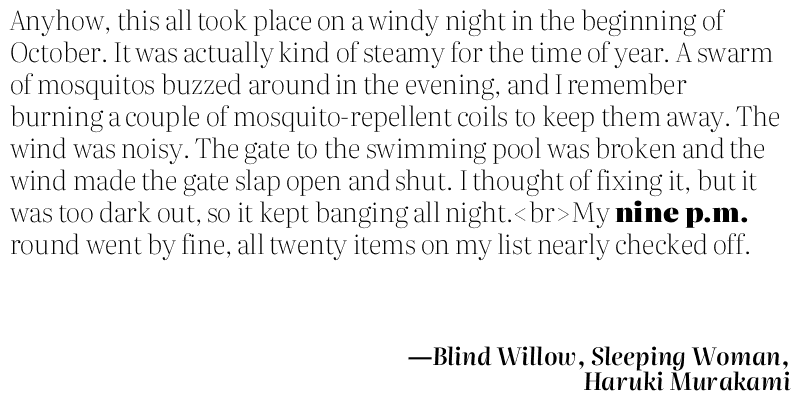 Anyhow, this all took place on a windy night in the beginning of
October. It was actually kind of steamy for the time of year. A swarm
of mosquitos buzzed around in the evening, and I remember
burning a couple of mosquito-repellent coils to keep them away. The
wind was noisy. The gate to the swimming pool was broken and the
wind made the gate slap open and shut. I thought of fixing it, but it
was too dark out, so it kept banging all night.<br>My nine p.m.
round went by fine, all twenty items on my list nearly checked off.
—Blind Willow, Sleeping Woman,
Haruki Murakami